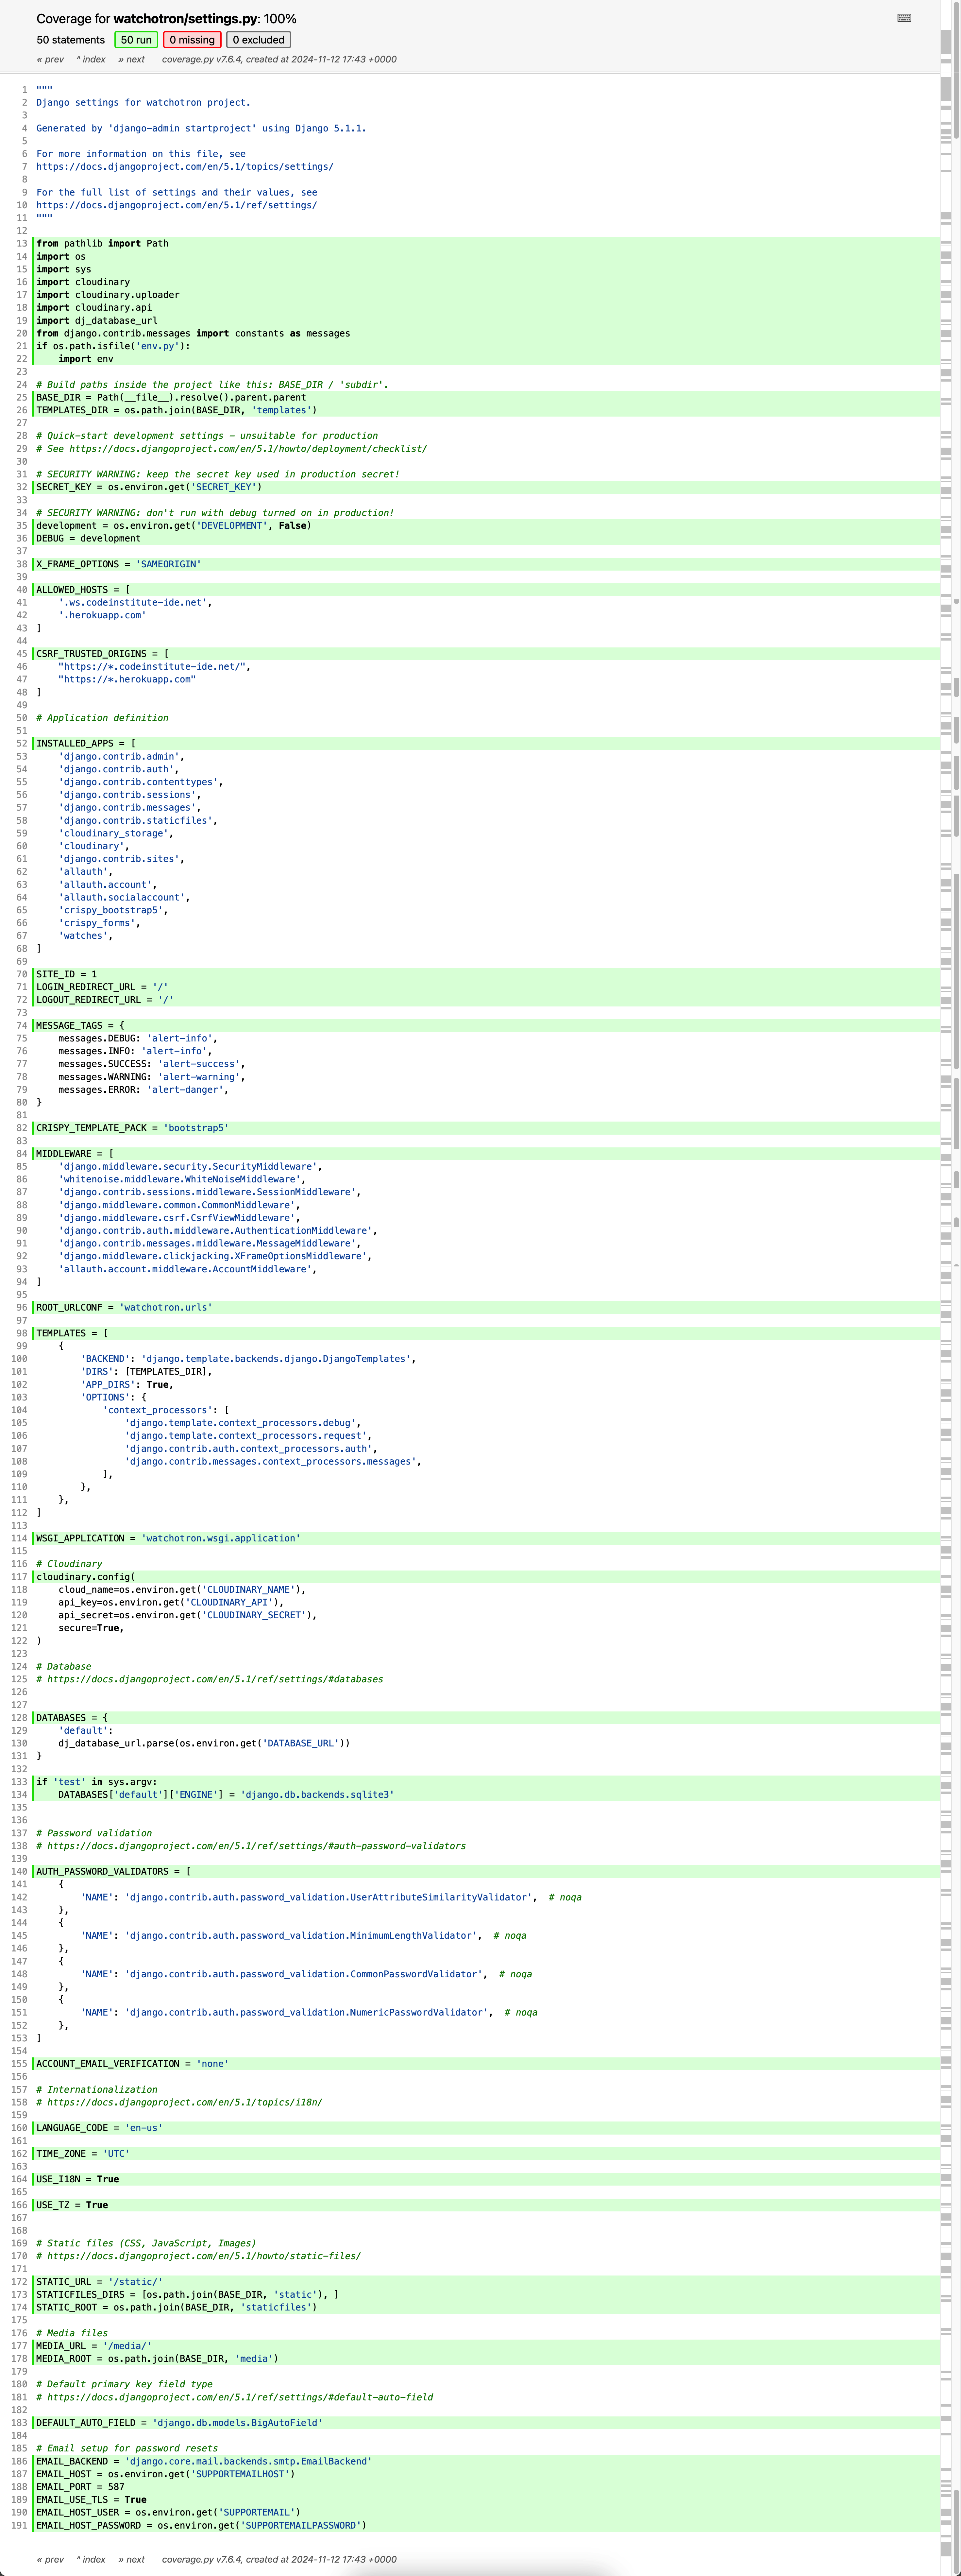 Coverage for watchotron/settings.py: 100%
50 statements 50 run 0 missing 0 excluded
« prev ^ index » next coverage.py v7.6.4, created at 2024-11-12 17:43 +0000
1 """
2 Django settings for watchotron project.
3
4 Generated by 'django-admin startproject' using Django 5.1.1.
5
6 For more information on this file, see
7 https://docs.djangoproject.com/en/5.1/topics/settings/
8
9 For the full list of settings and their values, see
10 https://docs.djangoproject.com/en/5.1/ref/settings/
11 """
12
13 from pathlib import Path
14 import os
15 import sys
16 import cloudinary
17 import cloudinary.uploader
18 import cloudinary.api
19 import dj_database_url
20 from django.contrib.messages import constants as messages
21 if os.path.isfile('env.py'):
22     import env
23
24 # Build paths inside the project like this: BASE_DIR / 'subdir'.
25 BASE_DIR = Path(__file__).resolve().parent.parent
26 TEMPLATES_DIR = os.path.join(BASE_DIR, 'templates')
27
28 # Quick-start development settings - unsuitable for production
29 # See https://docs.djangoproject.com/en/5.1/howto/deployment/checklist/
30
31 # SECURITY WARNING: keep the secret key used in production secret!
32 SECRET_KEY = os.environ.get('SECRET_KEY')
33
34 # SECURITY WARNING: don't run with debug turned on in production!
35 development = os.environ.get('DEVELOPMENT', False)
36 DEBUG = development
37
38 X_FRAME_OPTIONS = 'SAMEORIGIN'
39
40 ALLOWED_HOSTS = [
41     '.ws.codeinstitute-ide.net',
42     '.herokuapp.com'
43 ]
44
45 CSRF_TRUSTED_ORIGINS = [
46     "https://*.codeinstitute-ide.net/",
47     "https://*.herokuapp.com"
48 ]
49
50 # Application definition
51
52 INSTALLED_APPS = [
53     'django.contrib.admin',
54     'django.contrib.auth',
55     'django.contrib.contenttypes',
56     'django.contrib.sessions',
57     'django.contrib.messages',
58     'django.contrib.staticfiles',
59     'cloudinary_storage',
60     'cloudinary',
61     'django.contrib.sites',
62     'allauth',
63     'allauth.account',
64     'allauth.socialaccount',
65     'crispy_bootstrap5',
66     'crispy_forms',
67     'watches',
68 ]
69
70 SITE_ID = 1
71 LOGIN_REDIRECT_URL = '/'
72 LOGOUT_REDIRECT_URL = '/'
73
74 MESSAGE_TAGS = {
75     messages.DEBUG: 'alert-info',
76     messages.INFO: 'alert-info',
77     messages.SUCCESS: 'alert-success',
78     messages.WARNING: 'alert-warning',
79     messages.ERROR: 'alert-danger',
80 }
81
82 CRISPY_TEMPLATE_PACK = 'bootstrap5'
83
84 MIDDLEWARE = [
85     'django.middleware.security.SecurityMiddleware',
86     'whitenoise.middleware.WhiteNoiseMiddleware',
87     'django.contrib.sessions.middleware.SessionMiddleware',
88     'django.middleware.common.CommonMiddleware',
89     'django.middleware.csrf.CsrfViewMiddleware',
90     'django.contrib.auth.middleware.AuthenticationMiddleware',
91     'django.contrib.messages.middleware.MessageMiddleware',
92     'django.middleware.clickjacking.XFrameOptionsMiddleware',
93     'allauth.account.middleware.AccountMiddleware',
94 ]
95
96 ROOT_URLCONF = 'watchotron.urls'
97
98 TEMPLATES = [
99     {
100         'BACKEND': 'django.template.backends.django.DjangoTemplates',
101         'DIRS': [TEMPLATES_DIR],
102         'APP_DIRS': True,
103         'OPTIONS': {
104             'context_processors': [
105                 'django.template.context_processors.debug',
106                 'django.template.context_processors.request',
107                 'django.contrib.auth.context_processors.auth',
108                 'django.contrib.messages.context_processors.messages',
109             ],
110         },
111     },
112 ]
113
114 WSGI_APPLICATION = 'watchotron.wsgi.application'
115
116 # Cloudinary
117 cloudinary.config(
118     cloud_name=os.environ.get('CLOUDINARY_NAME'),
119     api_key=os.environ.get('CLOUDINARY_API'),
120     api_secret=os.environ.get('CLOUDINARY_SECRET'),
121     secure=True,
122 )
123
124 # Database
125 # https://docs.djangoproject.com/en/5.1/ref/settings/#databases
126
127
128 DATABASES = {
129     'default':
130     dj_database_url.parse(os.environ.get('DATABASE_URL'))
131 }
132
133 if 'test' in sys.argv:
134     DATABASES['default']['ENGINE'] = 'django.db.backends.sqlite3'
135
136
137 # Password validation
138 # https://docs.djangoproject.com/en/5.1/ref/settings/#auth-password-validators
139
140 AUTH_PASSWORD_VALIDATORS = [
141     {
142         'NAME': 'django.contrib.auth.password_validation.UserAttributeSimilarityValidator',  # noqa
143     },
144     {
145         'NAME': 'django.contrib.auth.password_validation.MinimumLengthValidator',  # noqa
146     },
147     {
148         'NAME': 'django.contrib.auth.password_validation.CommonPasswordValidator',  # noqa
149     },
150     {
151         'NAME': 'django.contrib.auth.password_validation.NumericPasswordValidator',  # noqa
152     },
153 ]
154
155 ACCOUNT_EMAIL_VERIFICATION = 'none'
156
157 # Internationalization
158 # https://docs.djangoproject.com/en/5.1/topics/i18n/
159
160 LANGUAGE_CODE = 'en-us'
161
162 TIME_ZONE = 'UTC'
163
164 USE_I18N = True
165
166 USE_TZ = True
167
168
169 # Static files (CSS, JavaScript, Images)
170 # https://docs.djangoproject.com/en/5.1/howto/static-files/
171
172 STATIC_URL = '/static/'
173 STATICFILES_DIRS = [os.path.join(BASE_DIR, 'static'), ]
174 STATIC_ROOT = os.path.join(BASE_DIR, 'staticfiles')
175
176 # Media files
177 MEDIA_URL = '/media/'
178 MEDIA_ROOT = os.path.join(BASE_DIR, 'media')
179
180 # Default primary key field type
181 # https://docs.djangoproject.com/en/5.1/ref/settings/#default-auto-field
182
183 DEFAULT_AUTO_FIELD = 'django.db.models.BigAutoField'
184
185 # Email setup for password resets
186 EMAIL_BACKEND = 'django.core.mail.backends.smtp.EmailBackend'
187 EMAIL_HOST = os.environ.get('SUPPORTEMAILHOST')
188 EMAIL_PORT = 587
189 EMAIL_USE_TLS = True
190 EMAIL_HOST_USER = os.environ.get('SUPPORTEMAIL')
191 EMAIL_HOST_PASSWORD = os.environ.get('SUPPORTEMAILPASSWORD')
« prev ^ index » next coverage.py v7.6.4, created at 2024-11-12 17:43 +0000